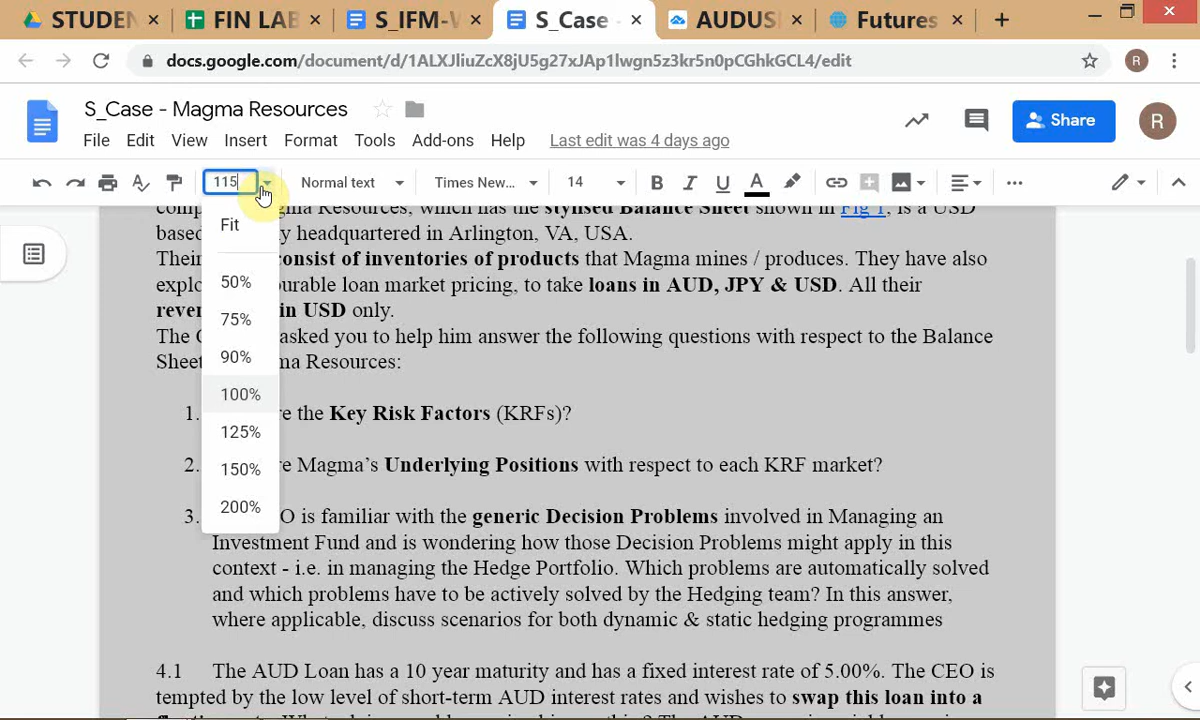 STUDEN × FIN LAB × S_IFM-V × S_Case - × AUDUS × Futures × +
docs.google.com/document/d/1ALXJliuZcX8jU5g27xJAp1lwgn5z3kr5n0pCGhkGCL4/edit R
S_Case - Magma Resources
File Edit View Insert Format Tools Add-ons Help Last edit was 4 days ago
Share R
115 Normal text Times New... 14 B I U A
Fit
50%
75%
90%
100%
125%
150%
200%
Resources, which has the stylised Balance Sheet shown in Fig 1, is a USD
based y headquartered in Arlington, VA, USA.
consist of inventories of products that Magma mines / produces. They have also
loan market pricing, to take loans in AUD, JPY & USD. All their
in USD only.
The asked you to help him answer the following questions with respect to the Balance
Resources:
1. the Key Risk Factors (KRFs)?
2. Magma's Underlying Positions with respect to each KRF market?
3. O is familiar with the generic Decision Problems involved in Managing an
Investment Fund and is wondering how those Decision Problems might apply in this
context - i.e. in managing the Hedge Portfolio. Which problems are automatically solved
and which problems have to be actively solved by the Hedging team? In this answer,
where applicable, discuss scenarios for both dynamic & static hedging programmes
4.1 The AUD Loan has a 10 year maturity and has a fixed interest rate of 5.00%. The CEO is
tempted by the low level of short-term AUD interest rates and wishes to swap this loan into a